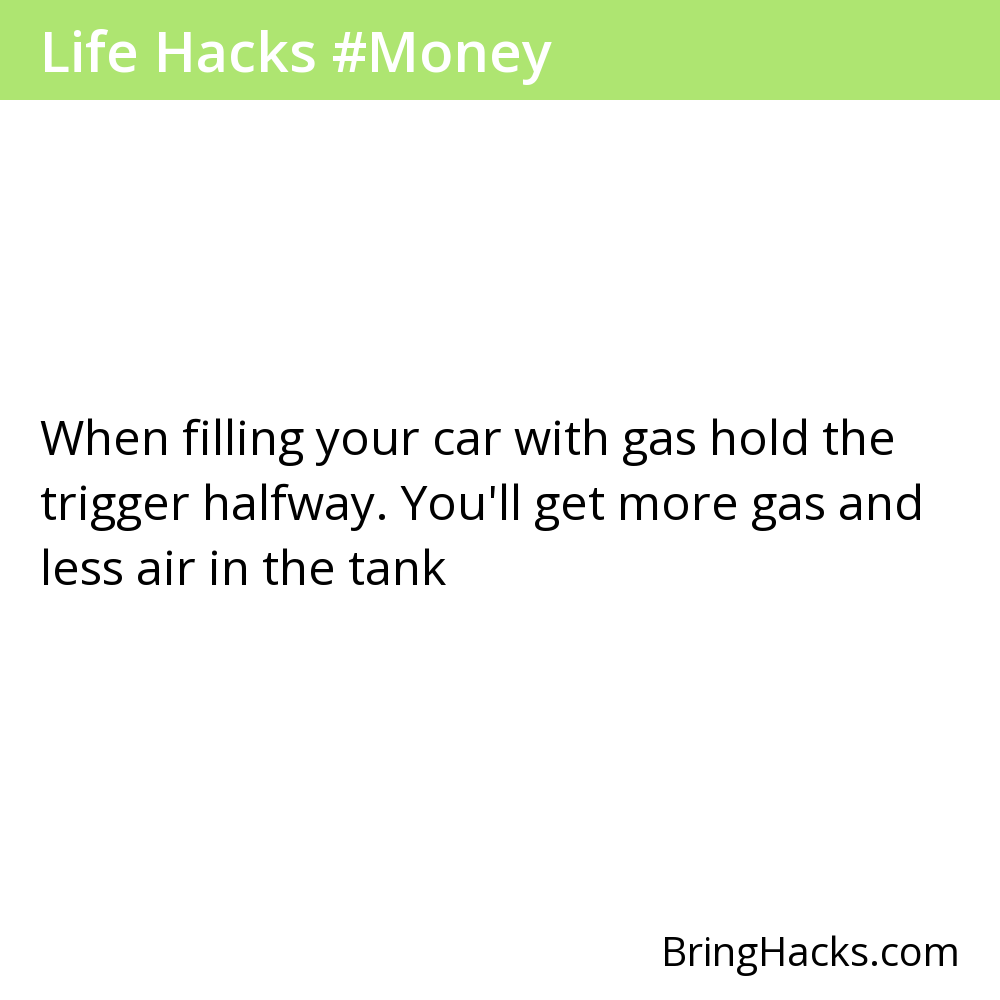 Life Hacks #Money
When filling your car with gas hold the
trigger halfway. You'll get more gas and
less air in the tank
BringHacks.com